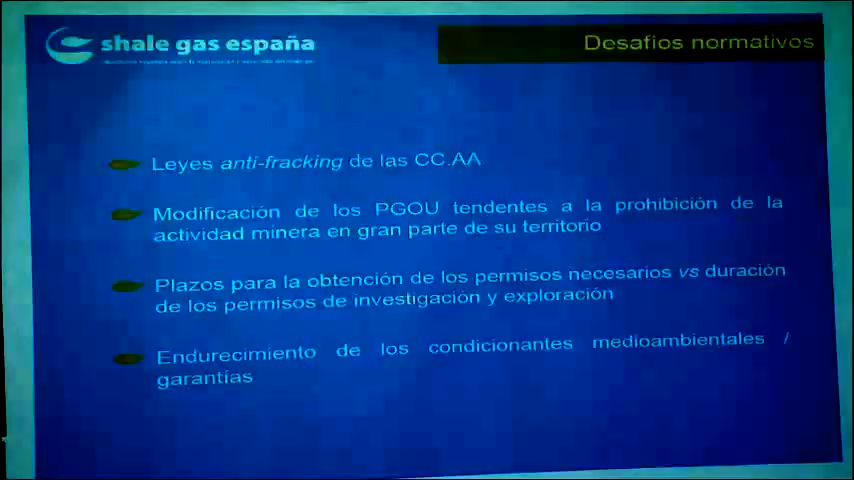 shale gas españa
Desafios normativos
Leyes anti-fracking de las CC.AA
Modificación de los PGOU tendentes a la prohibición de la
actividad minera en gran parte de su territorio
Plazos para la obtención de los permisos necesarios vs duración
de los permisos de investigación y exploración
Endurecimiento de los condicionantes medioambientales /
garantías